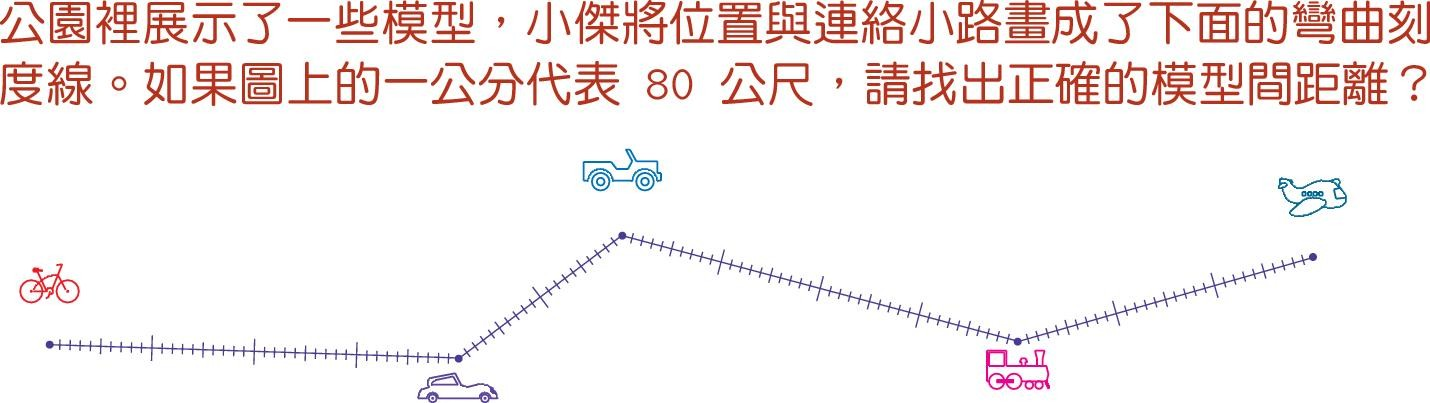 公園裡展示了一些模型，小傑將位置與連絡小路畫成了下面的彎曲刻
度線。如果圖上的一公分代表 80 公尺，請找出正確的模型間距離？